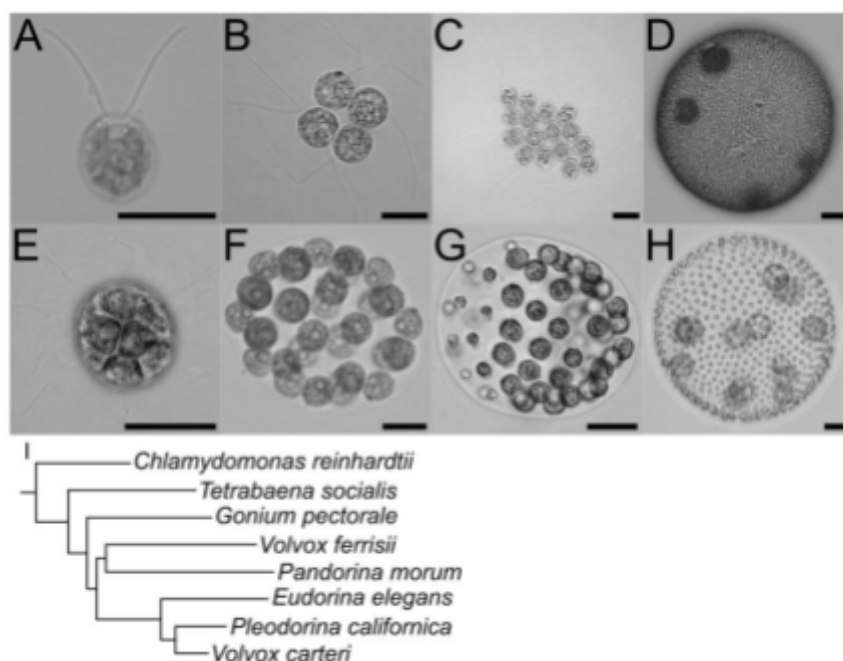 A
B
C
D
E
F
G
H
I
Chlamydomonas reinhardtii
Tetrabaena socialis
Gonium pectorale
Volvox ferrisii
Pandorina morum
Eudorina elegans
Pleodorina californica
Volvox carteri